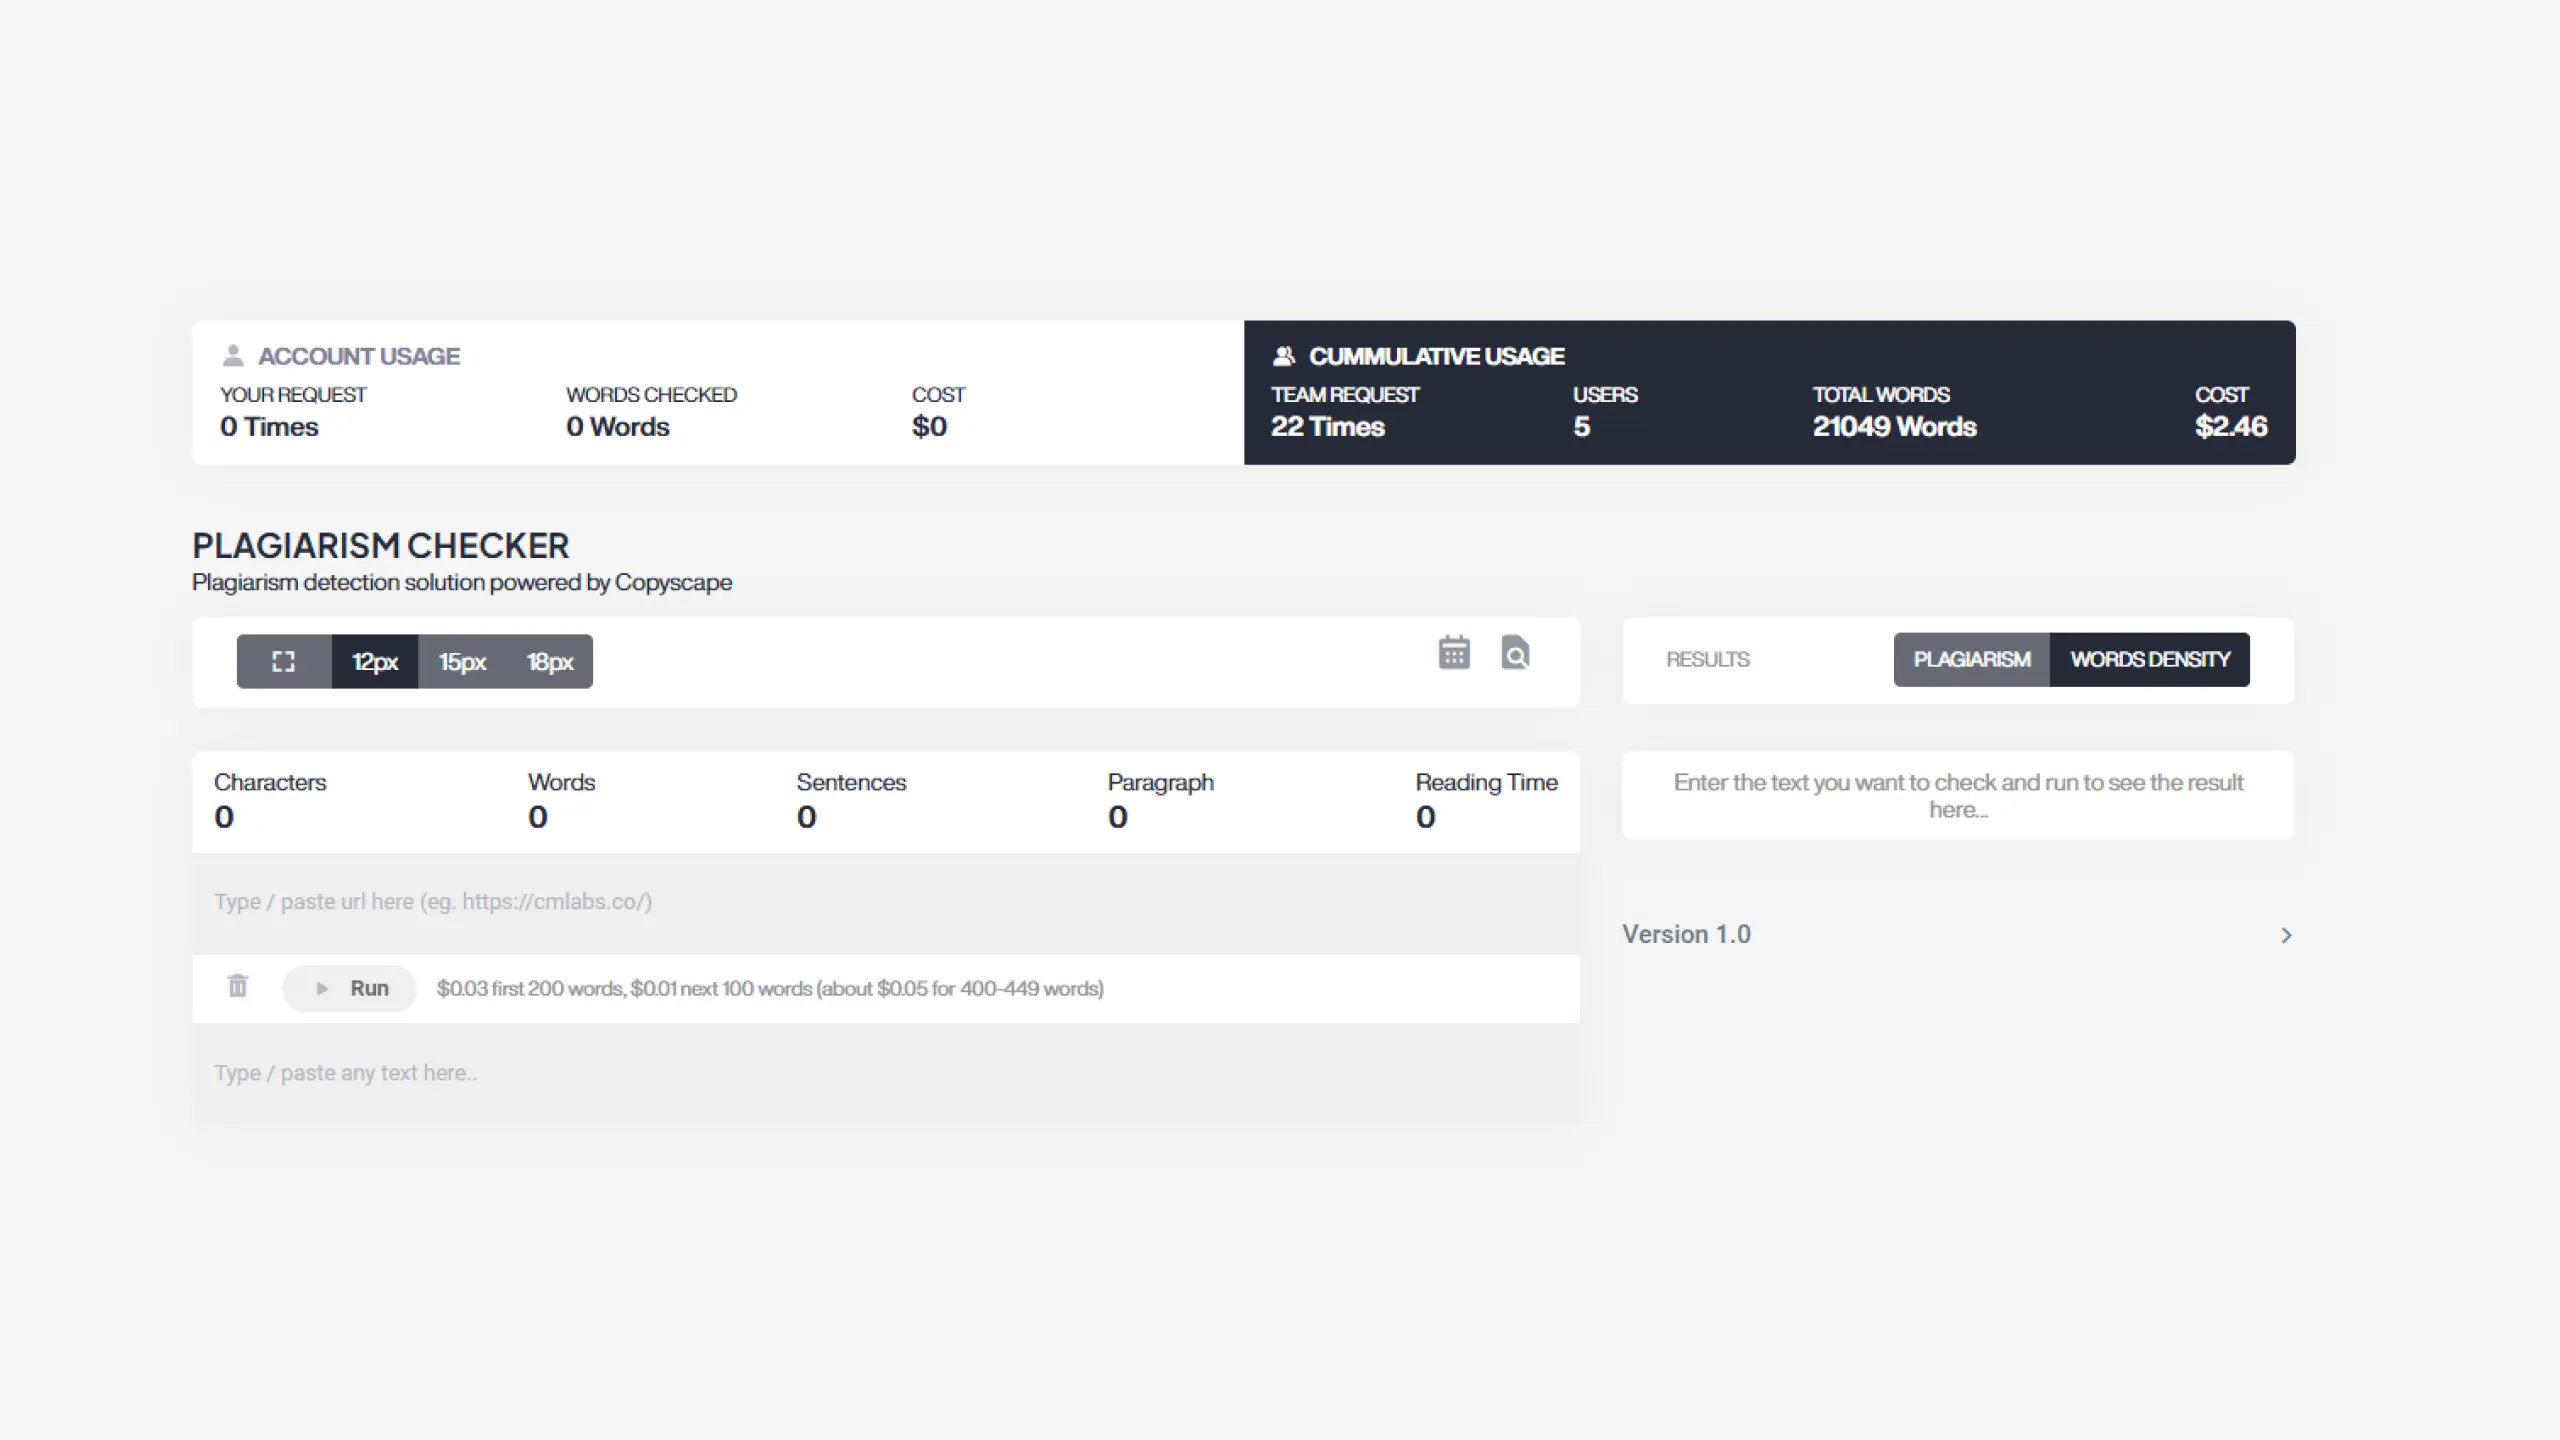 ACCOUNT USAGE
YOUR REQUEST
0 Times
WORDS CHECKED
0 Words
COST
$0
CUMMULATIVE USAGE
TEAM REQUEST
22 Times
USERS
5
TOTAL WORDS
21049 Words
COST
$2.46
PLAGIARISM CHECKER
Plagiarism detection solution powered by Copyscape
12px 15px 18px
RESULTS
PLAGIARISM WORDS DENSITY
Characters
0
Words
0
Sentences
0
Paragraph
0
Reading Time
0
Type / paste url here (eg. https://cmlabs.co/)
Run
$0.03 first 200 words, $0.01 next 100 words (about $0.05 for 400-449 words)
Type / paste any text here..
Enter the text you want to check and run to see the result
here...
Version 1.0